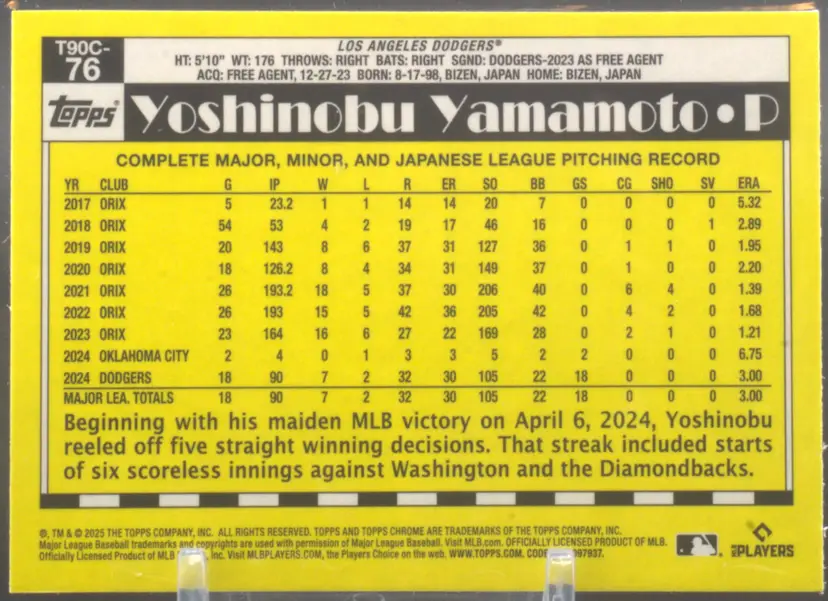 T90C-
76
LOS ANGELES DODGERS®
HT: 5'10" WT: 176 THROWS: RIGHT BATS: RIGHT SGND: DODGERS-2023 AS FREE AGENT
ACQ: FREE AGENT, 12-27-23 BORN: 8-17-98, BIZEN, JAPAN HOME: BIZEN, JAPAN
topps® Yoshinobu Yamamoto • P
COMPLETE MAJOR, MINOR, AND JAPANESE LEAGUE PITCHING RECORD
YR CLUB G IP W L R ER SO BB GS CG SHO SV ERA
2017 ORIX 5 23.2 1 1 14 14 20 7 0 0 0 0 5.32
2018 ORIX 54 53 4 2 19 17 46 16 0 0 0 1 2.89
2019 ORIX 20 143 8 6 37 31 127 36 0 1 1 0 1.95
2020 ORIX 18 126.2 8 4 34 31 149 37 0 1 0 0 2.20
2021 ORIX 26 193.2 18 5 37 30 206 40 0 6 4 0 1.39
2022 ORIX 26 193 15 5 42 36 205 42 0 4 2 0 1.68
2023 ORIX 23 164 16 6 27 22 169 28 0 2 1 0 1.21
2024 OKLAHOMA CITY 2 4 0 1 3 3 5 2 2 0 0 0 6.75
2024 DODGERS 18 90 7 2 32 30 105 22 18 0 0 0 3.00
MAJOR LEA. TOTALS 18 90 7 2 32 30 105 22 18 0 0 0 3.00
Beginning with his maiden MLB victory on April 6, 2024, Yoshinobu
reeled off five straight winning decisions. That streak included starts
of six scoreless innings against Washington and the Diamondbacks.
®, TM & © 2025 THE TOPPS COMPANY, INC. ALL RIGHTS RESERVED. TOPPS AND TOPPS CHROME ARE TRADEMARKS OF THE TOPPS COMPANY, INC.
Major League Baseball trademarks and copyrights are used with permission of Major League Baseball. Visit MLB.com. OFFICIALLY LICENSED PRODUCT OF MLB.
Officially Licensed Product of MLB Inc. Visit MLBPLAYERS.COM, the Players Choice on the web. WWW.TOPPS.COM. CODE 97937.
MLB PLAYERS